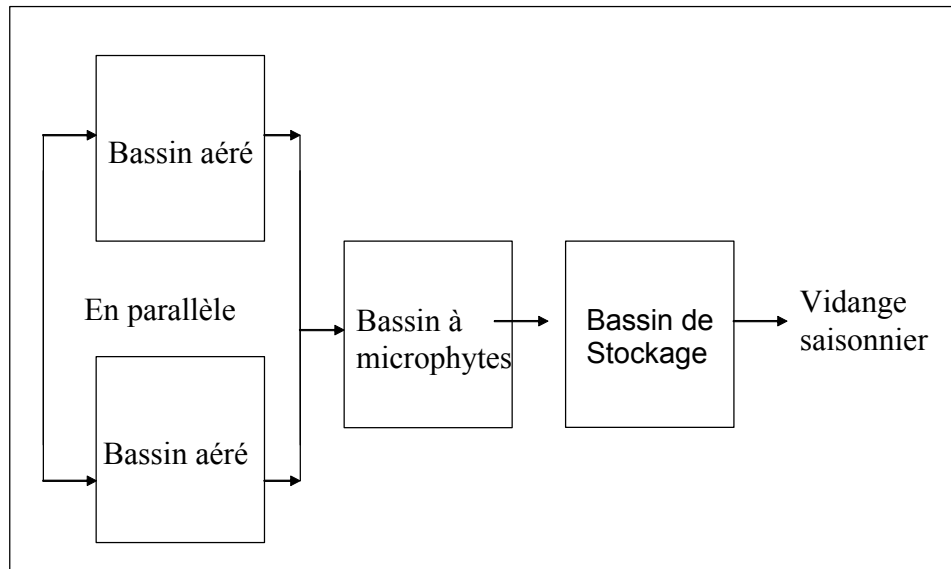 Bassin aéré
En parallèle
Bassin aéré
Bassin à
microphytes
Bassin de
Stockage
Vidange
saisonnier